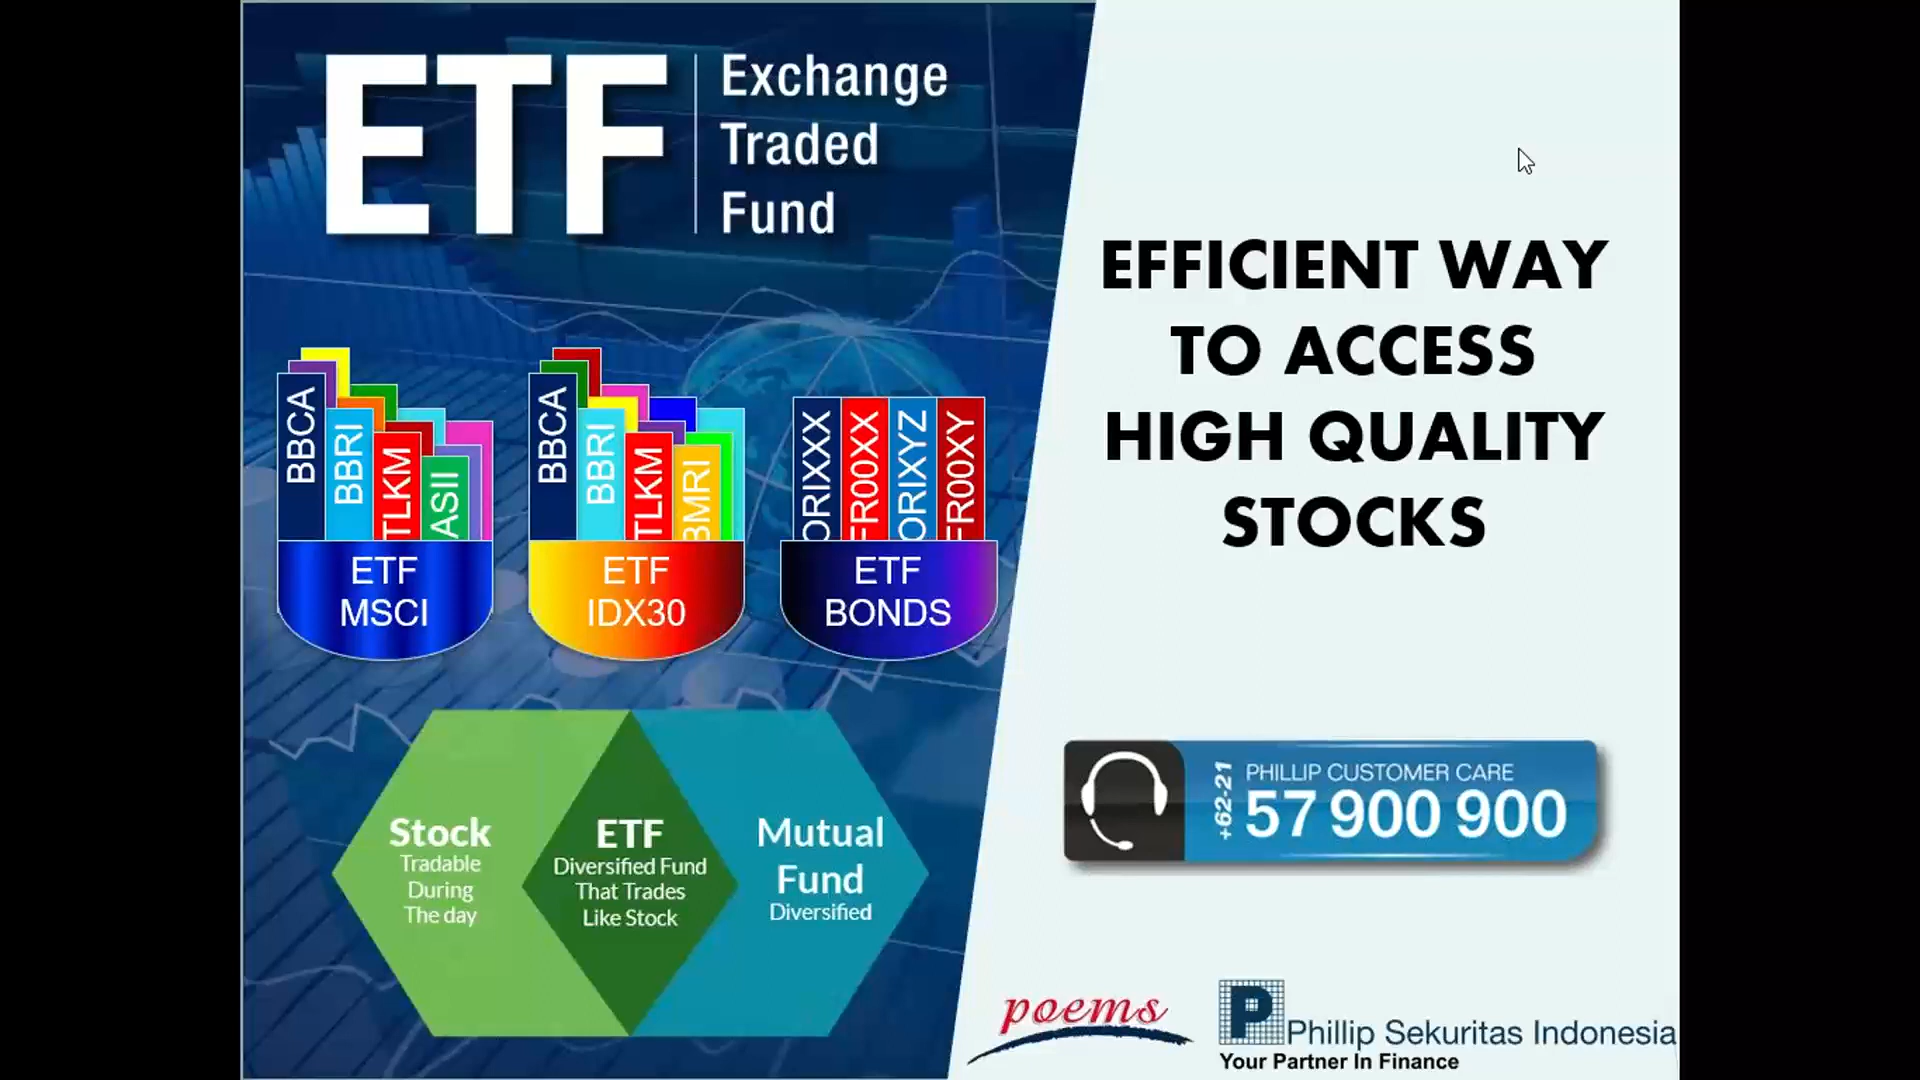 ETF
Exchange
Traded
Fund
EFFICIENT WAY
TO ACCESS
HIGH QUALITY
STOCKS
BBCA
BBRI
TLKM
ASII
ETF
MSCI
BBCA
BBRI
TLKM
BMRI
ETF
IDX30
ORIXXX
FR00XX
ORIXYZ
FR00XY
ETF
BONDS
Stock
Tradable
During
The day
ETF
Diversified Fund
That Trades
Like Stock
Mutual
Fund
Diversified
+62-21
PHILLIP CUSTOMER CARE
57 900 900
poems
P
Phillip Sekuritas Indonesia
Your Partner In Finance